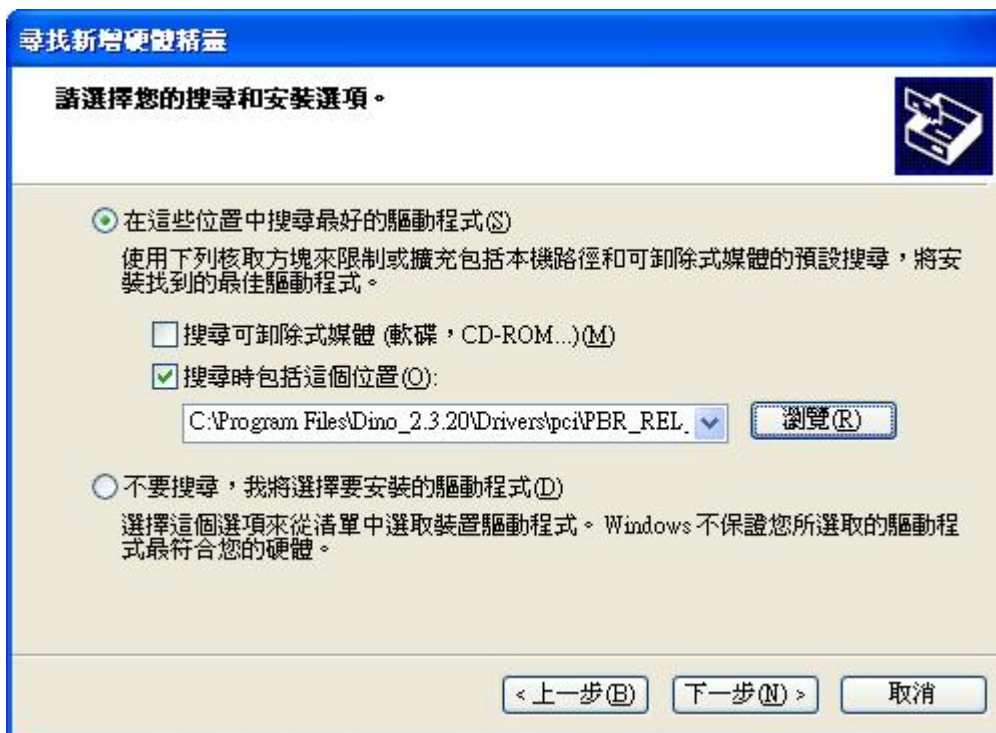 尋找新增硬體精靈
請選擇您的搜尋和安裝選項。
在這些位置中搜尋最好的驅動程式(S)
使用下列核取方塊來限制或擴充包括本機路徑和可卸除式媒體的預設搜尋，將安
裝找到的最佳驅動程式。
搜尋可卸除式媒體 (軟碟，CD-ROM...)(M)
搜尋時包括這個位置(O):
C:\Program Files\Dino_2.3.20\Drivers\pci\PBR_REL_
瀏覽(R)
不要搜尋，我將選擇要安裝的驅動程式(D)
選擇這個選項來從清單中選取裝置驅動程式。Windows 不保證您所選取的驅動程
式最符合您的硬體。
< 上一步(B)
下一步(N) >
取消